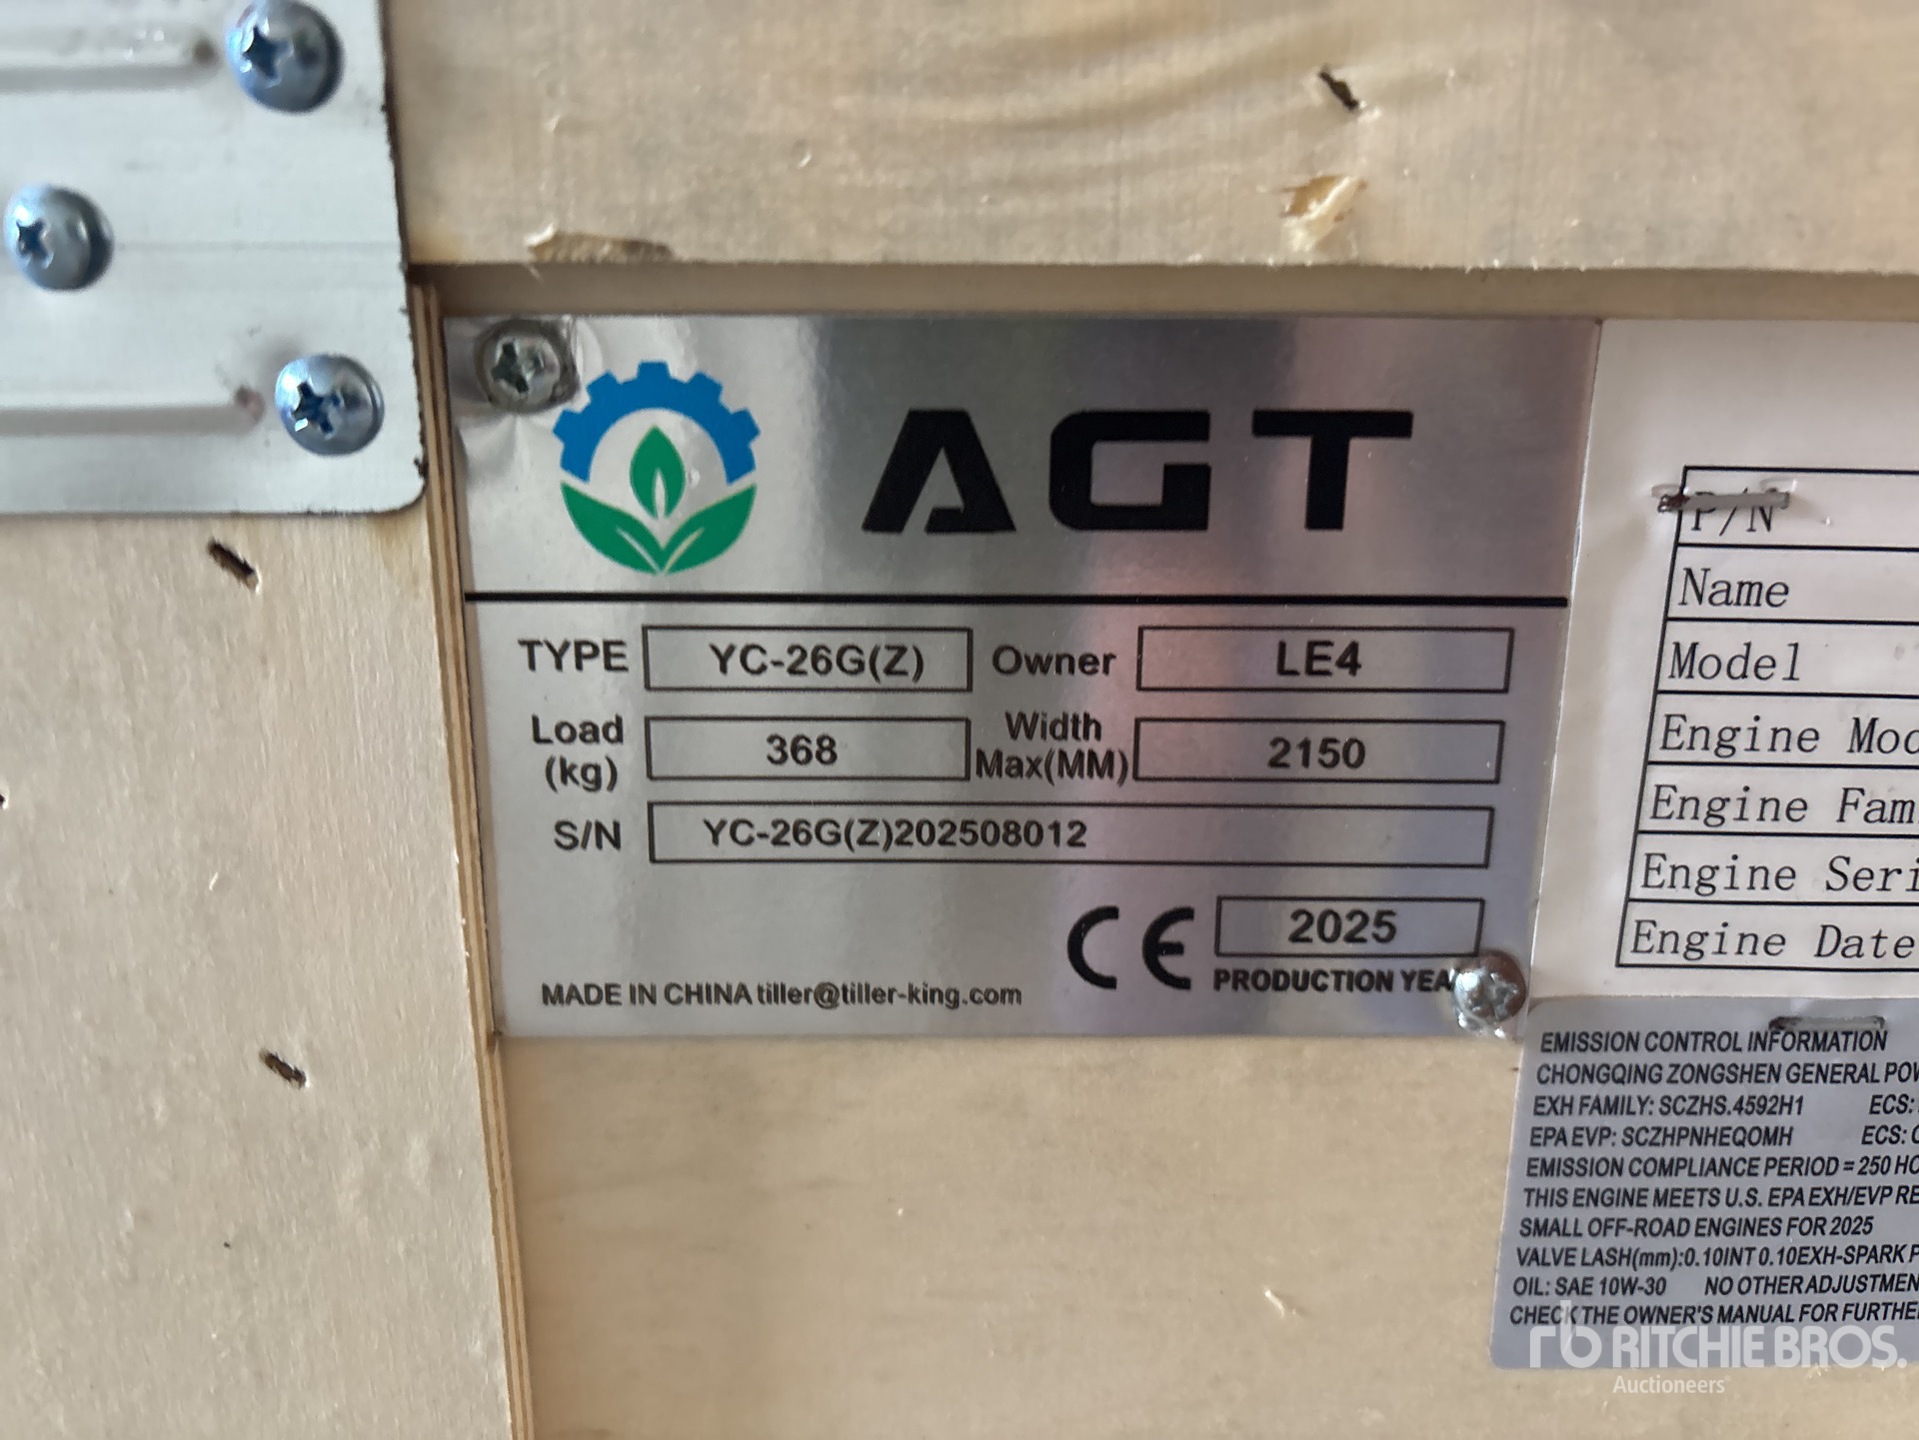 AGT
TYPE YC-26G(Z) Owner LE4
Load (kg) 368 Width Max(MM) 2150
S/N YC-26G(Z)202508012
CE 2025
PRODUCTION YEA
MADE IN CHINA tiller@tiller-king.com
P/N
Name
Model
Engine Mod
Engine Fam
Engine Seri
Engine Date
EMISSION CONTROL INFORMATION
CHONGQING ZONGSHEN GENERAL POW
EXH FAMILY: SCZHS.4592H1 ECS:
EPA EVP: SCZHPNHEQOMH ECS: C
EMISSION COMPLIANCE PERIOD = 250 HO
THIS ENGINE MEETS U.S. EPA EXH/EVP RE
SMALL OFF-ROAD ENGINES FOR 2025
VALVE LASH(mm):0.10INT 0.10EXH-SPARK P
OIL: SAE 10W-30 NO OTHER ADJUSTMEN
CHECK THE OWNER'S MANUAL FOR FURTHE
rb RITCHIE BROS.
Auctioneers